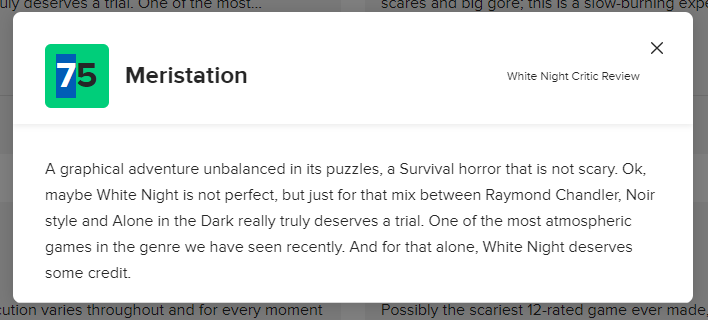 uly deserves a trial. One of the most...
scares and big gore; this is a slow-burning expe
75
Meristation
White Night Critic Review
A graphical adventure unbalanced in its puzzles, a Survival horror that is not scary. Ok,
maybe White Night is not perfect, but just for that mix between Raymond Chandler, Noir
style and Alone in the Dark really truly deserves a trial. One of the most atmospheric
games in the genre we have seen recently. And for that alone, White Night deserves
some credit.
cution varies throughout and for every moment
Possibly the scariest 12-rated game ever made,